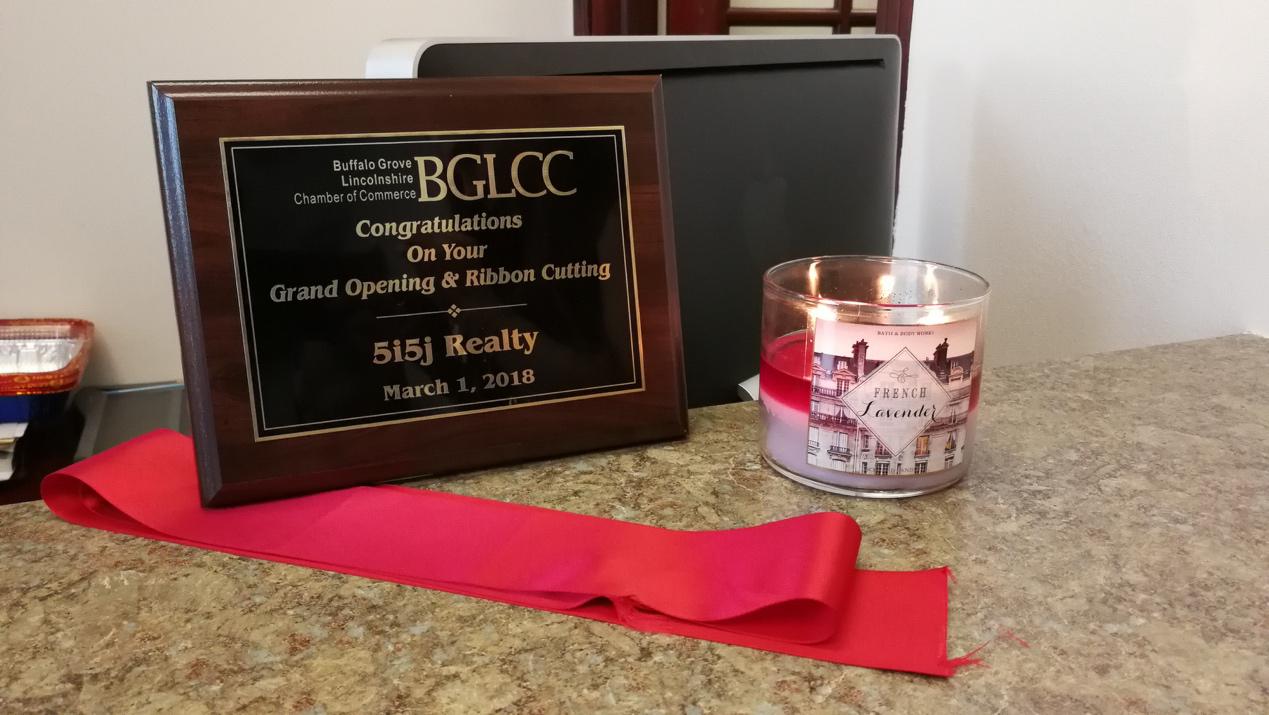 Buffalo Grove
Lincolnshire
Chamber of Commerce
BGLCC
Congratulations
On Your
Grand Opening & Ribbon Cutting
5i5j Realty
March 1, 2018
BATH & BODY WORKS
FRENCH
Lavender